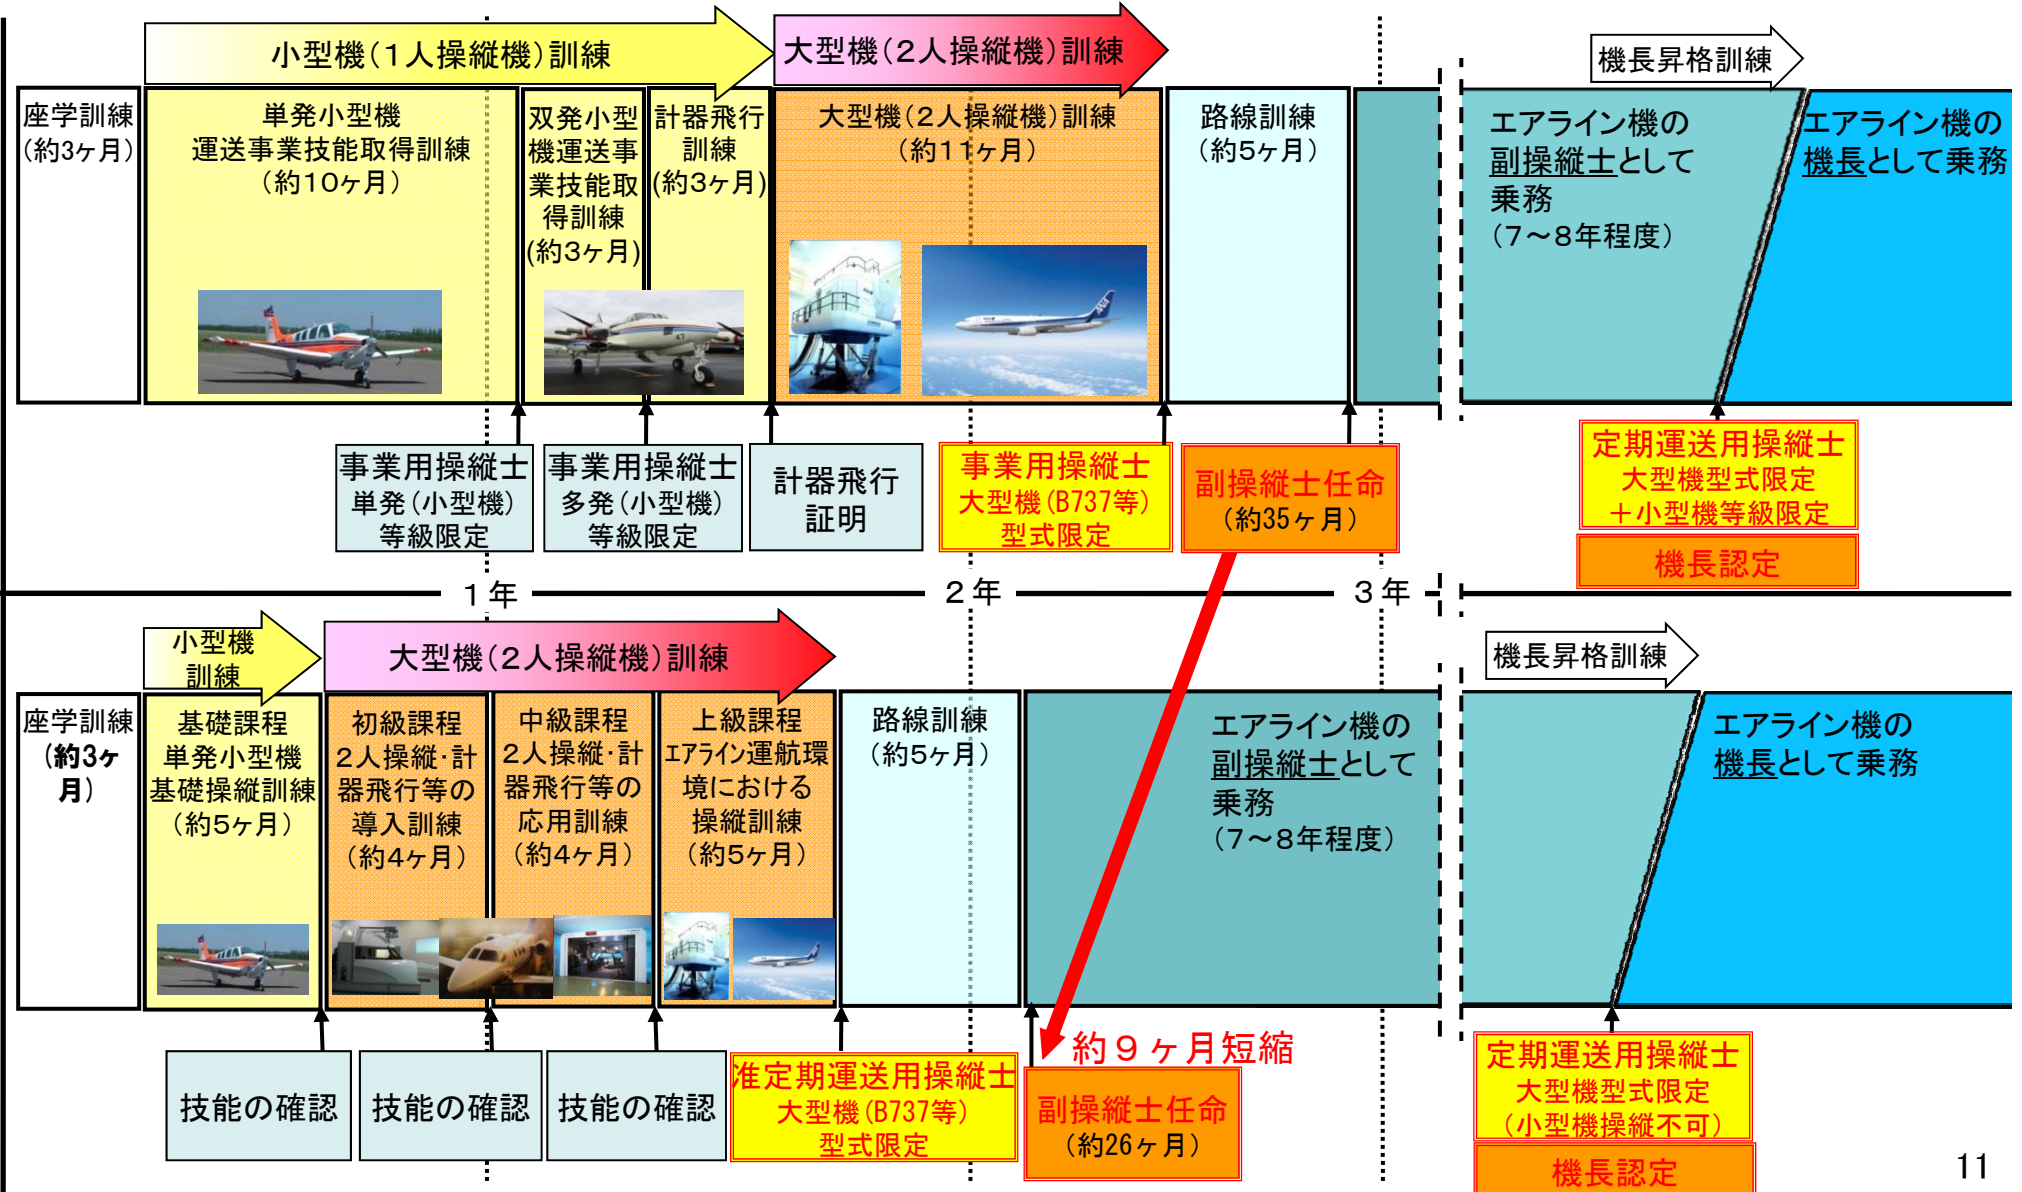 小型機(1人操縦機)訓練
大型機(2人操縦機)訓練
機長昇格訓練
座学訓練
(約3ヶ月)
単発小型機
運送事業技能取得訓練
(約10ヶ月)
双発小型
機運送事
業技能取
得訓練
(約3ヶ月)
計器飛行
訓練
(約3ヶ月)
大型機(2人操縦機)訓練
(約11ヶ月)
路線訓練
(約5ヶ月)
エアライン機の
副操縦士として
乗務
(7～8年程度)
エアライン機の
機長として乗務
ANA
事業用操縦士
単発(小型機)
等級限定
事業用操縦士
多発(小型機)
等級限定
計器飛行
証明
事業用操縦士
大型機(B737等)
型式限定
副操縦士任命
(約35ヶ月)
定期運送用操縦士
大型機型式限定
＋小型機等級限定
機長認定
1年
2年
3年
小型機
訓練
大型機(2人操縦機)訓練
機長昇格訓練
座学訓練
(約3ヶ
月)
基礎課程
単発小型機
基礎操縦訓練
(約5ヶ月)
初級課程
2人操縦･計
器飛行等の
導入訓練
(約4ヶ月)
中級課程
2人操縦･計
器飛行等の
応用訓練
(約4ヶ月)
上級課程
エアライン運航環
境における
操縦訓練
(約5ヶ月)
路線訓練
(約5ヶ月)
エアライン機の
副操縦士として
乗務
(7～8年程度)
エアライン機の
機長として乗務
技能の確認
技能の確認
技能の確認
准定期運送用操縦士
大型機(B737等)
型式限定
約9ヶ月短縮
副操縦士任命
(約26ヶ月)
定期運送用操縦士
大型機型式限定
(小型機操縦不可)
機長認定
11